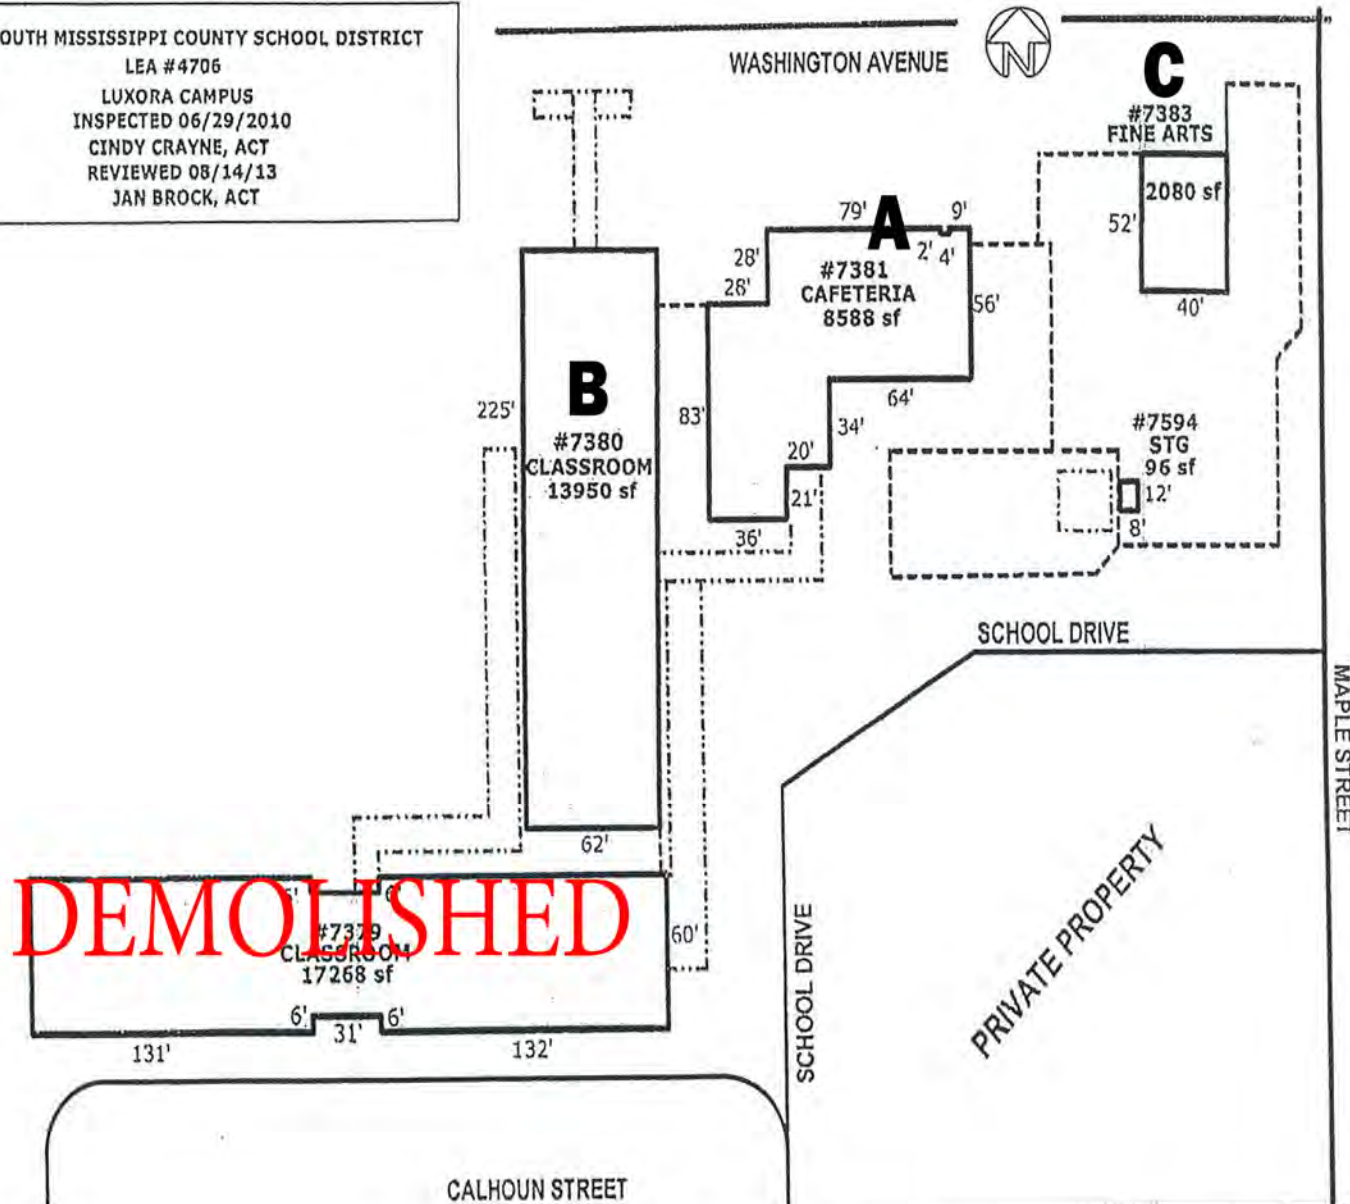 OUTH MISSISSIPPI COUNTY SCHOOL DISTRICT
LEA #4706
LUXORA CAMPUS
INSPECTED 06/29/2010
CINDY CRAYNE, ACT
REVIEWED 08/14/13
JAN BROCK, ACT
WASHINGTON AVENUE
N
C
#7383
FINE ARTS
2080 sf
52'
40'
79'
A
9'
2'
4'
28'
28'
#7381
CAFETERIA
8588 sf
56'
64'
83'
34'
20'
21'
36'
B
225'
#7380
CLASSROOM
13950 sf
62'
#7594
STG
96 sf
12'
8'
SCHOOL DRIVE
MAPLE STREET
PRIVATE PROPERTY
SCHOOL DRIVE
DEMOLISHED
6'
#7379
CLASSROOM
17268 sf
60'
6'
31'
6'
131'
132'
CALHOUN STREET